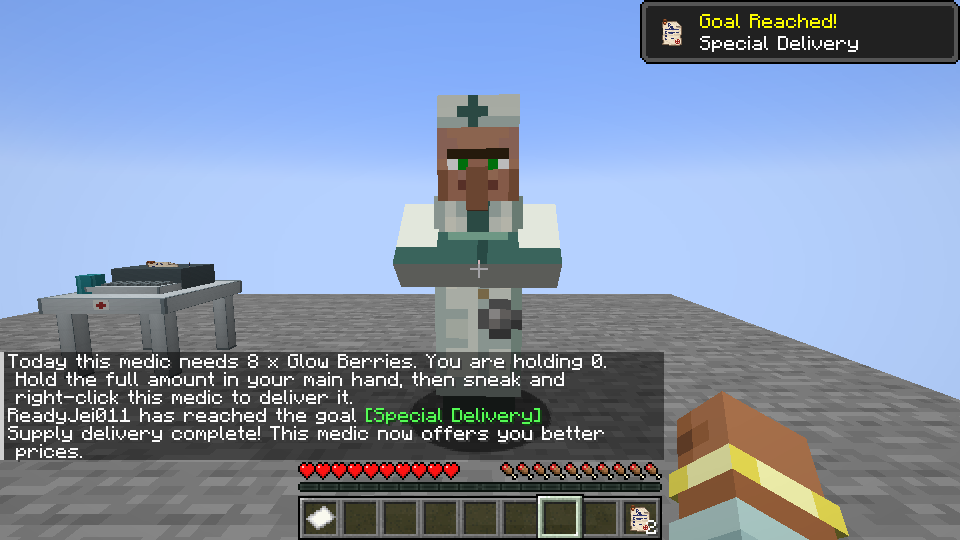 Goal Reached!
Special Delivery
Today this medic needs 8 x Glow Berries. You are holding 0.
Hold the full amount in your main hand, then sneak and
right-click this medic to deliver it.
ReadyJei011 has reached the goal [Special Delivery]
Supply delivery complete! This medic now offers you better
prices.
2